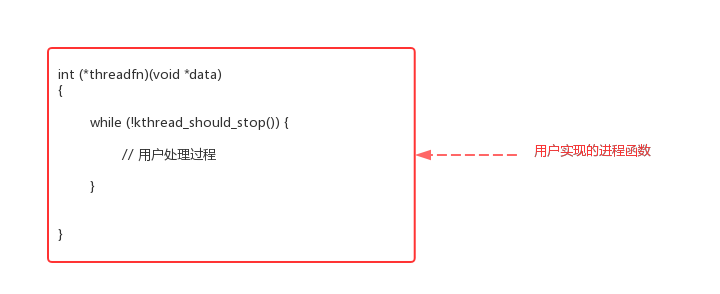 int (*threadfn)(void *data)
{
while (!kthread_should_stop()) {
// 用户处理过程
}
}
用户实现的进程函数